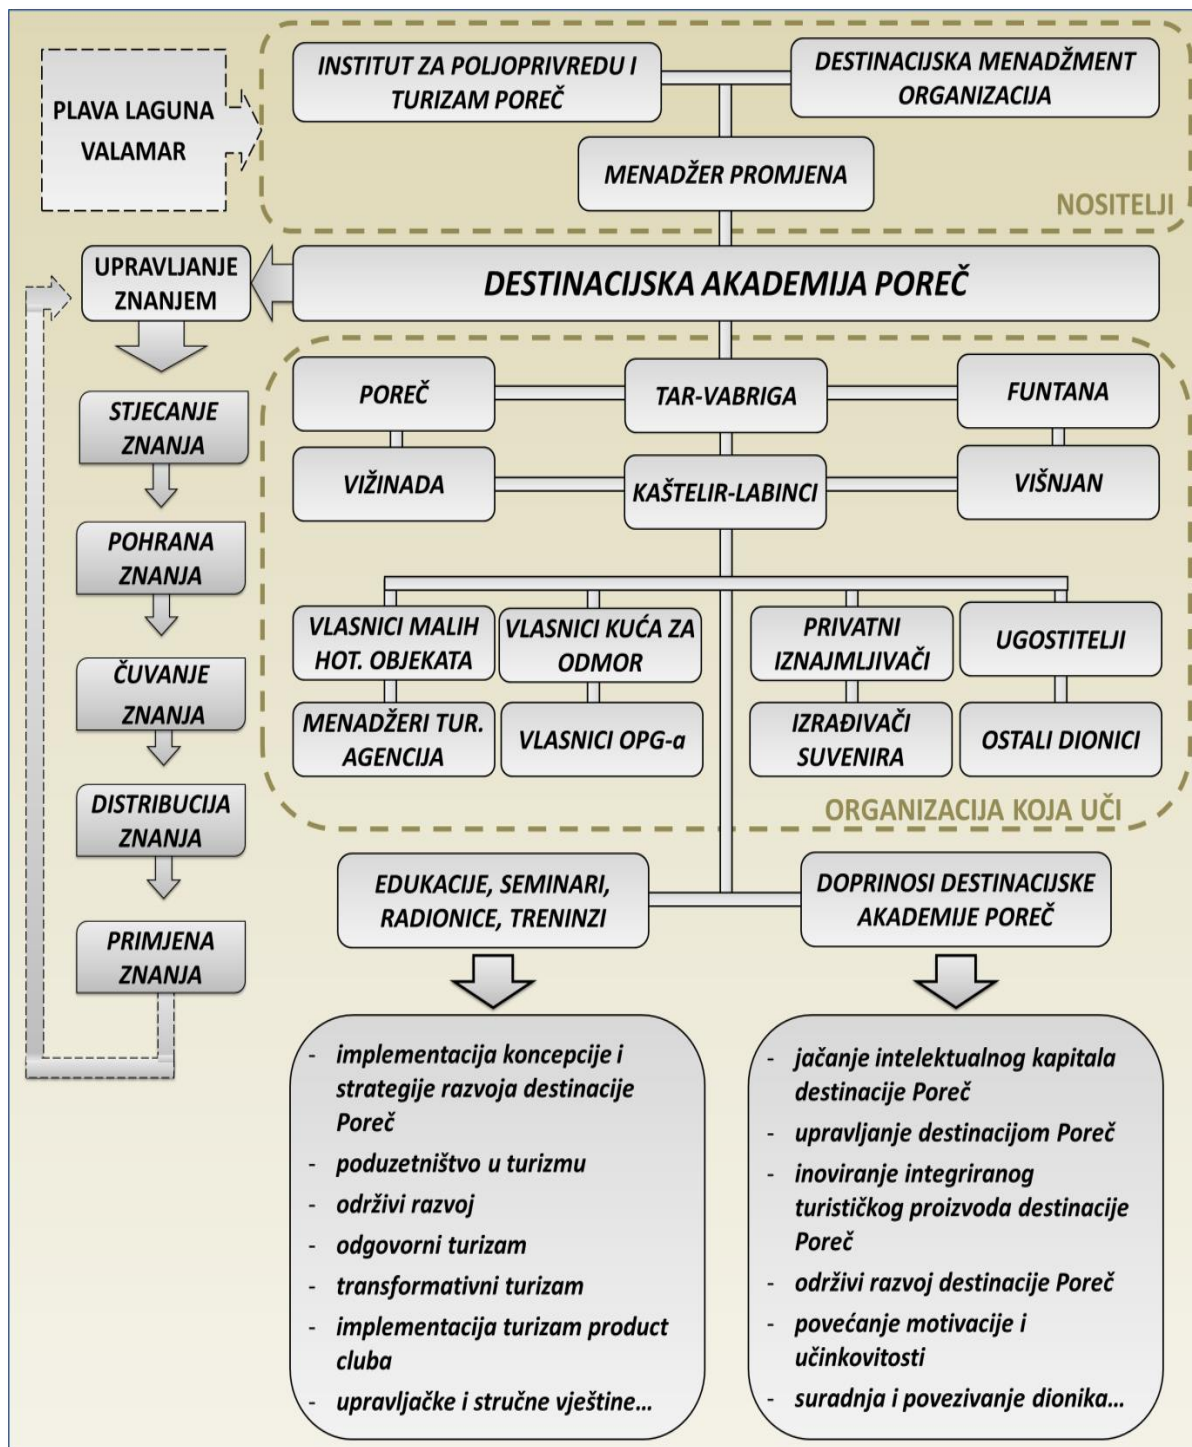 PLAVA LAGUNA
VALAMAR
INSTITUT ZA POLJOPRIVREDU I
TURIZAM POREČ
DESTINACIJSKA MENADŽMENT
ORGANIZACIJA
MENADŽER PROMJENA
NOSITELJI
DESTINACIJSKA AKADEMIJA POREČ
UPRAVLJANJE
ZNANJEM
STJECANJE
ZNANJA
POHRANA
ZNANJA
ČUVANJE
ZNANJA
DISTRIBUCIJA
ZNANJA
PRIMJENA
ZNANJA
POREČ
TAR-VABRIGA
FUNTANA
VIŽINADA
KAŠTELIR-LABINCI
VIŠNJAN
VLASNICI MALIH
HOT. OBJEKATA
VLASNICI KUĆA ZA
ODMOR
PRIVATNI
IZNAJMLJIVAČI
UGOSTITELJI
MENADŽERI TUR.
AGENCIJA
VLASNICI OPG-a
IZRAĐIVAČI
SUVENIRA
OSTALI DIONICI
ORGANIZACIJA KOJA UČI
EDUKACIJE, SEMINARI,
RADIONICE, TRENINZI
DOPRINOSI DESTINACIJSKE
AKADEMIJE POREČ
- implementacija koncepcije i
strategije razvoja destinacije
Poreč
- poduzetništvo u turizmu
- održivi razvoj
- odgovorni turizam
- transformativni turizam
- implementacija turizam product
cluba
- upravljačke i stručne vještine...
- jačanje intelektualnog kapitala
destinacije Poreč
- upravljanje destinacijom Poreč
- inoviranje integriranog
turističkog proizvoda destinacije
Poreč
- održivi razvoj destinacije Poreč
- povećanje motivacije i
učinkovitosti
- suradnja i povezivanje dionika...